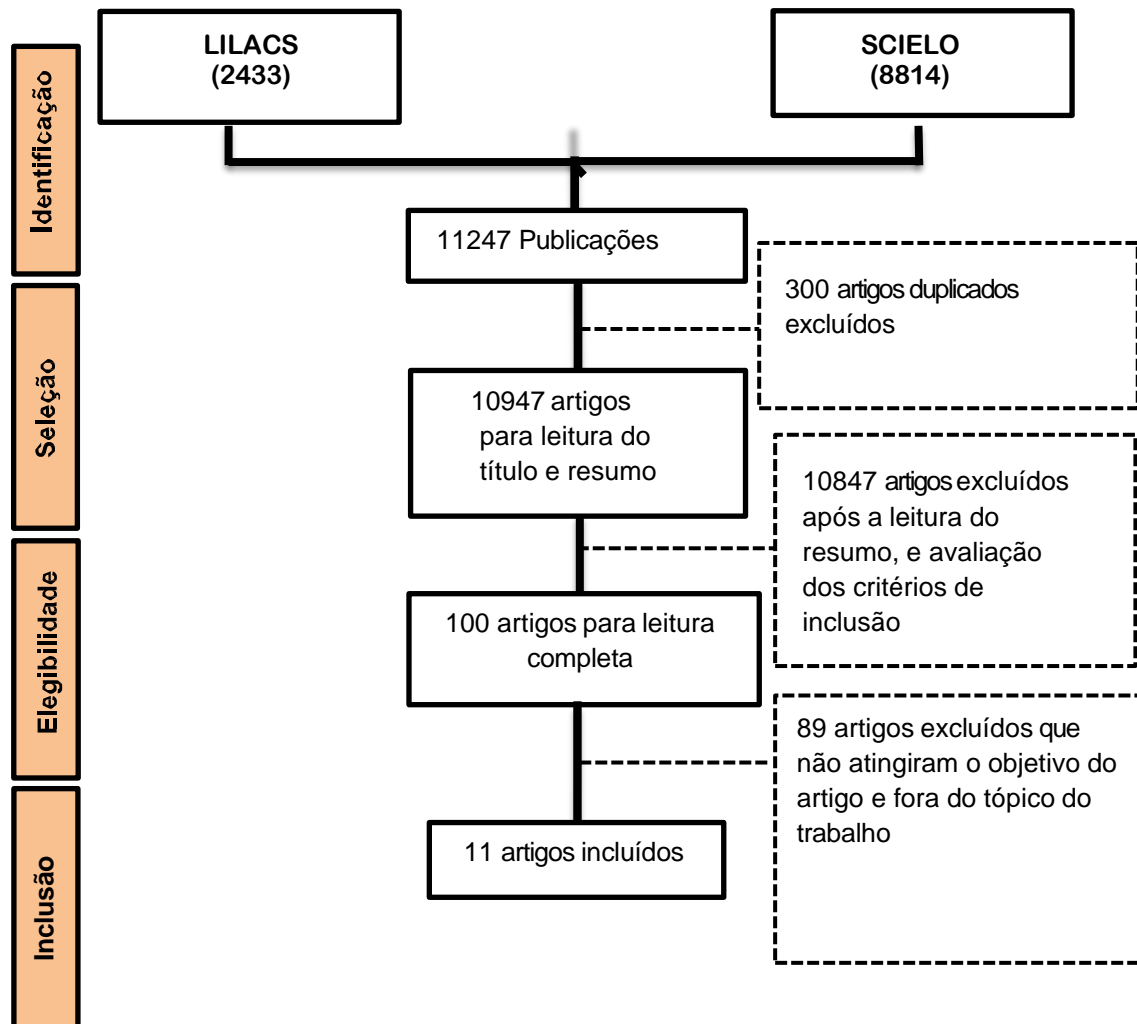 LILACS
(2433)
SCIELO
(8814)
Identificação
11247 Publicações
300 artigos duplicados
excluídos
Seleção
10947 artigos
para leitura do
título e resumo
10847 artigos excluídos
após a leitura do
resumo, e avaliação
dos critérios de
inclusão
Elegibilidade
100 artigos para leitura
completa
89 artigos excluídos que
não atingiram o objetivo do
artigo e fora do tópico do
trabalho
Inclusão
11 artigos incluídos